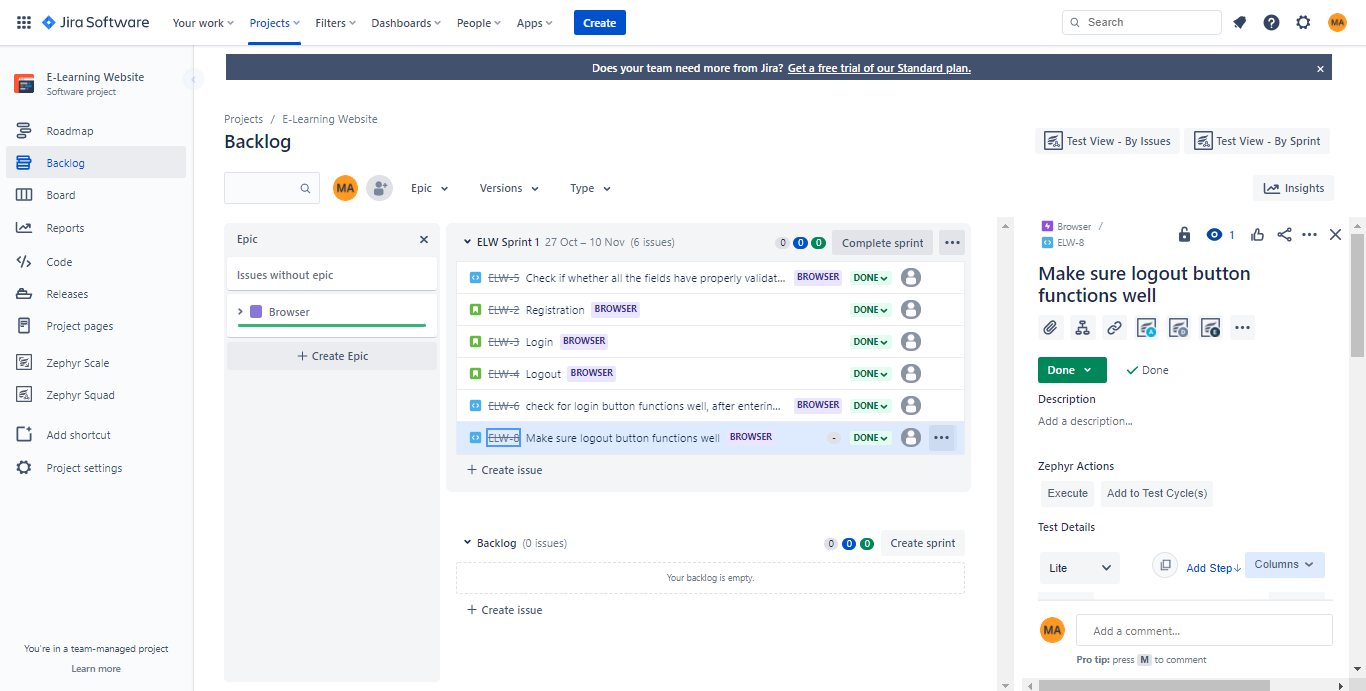 Jira Software Your work Projects Filters Dashboards People Apps Create Search MA
E-Learning Website
Software project
Roadmap
Backlog
Board
Reports
Code
Releases
Project pages
Zephyr Scale
Zephyr Squad
Add shortcut
Project settings
You're in a team-managed project
Learn more
Does your team need more from Jira? Get a free trial of our Standard plan.
Projects / E-Learning Website
Backlog
Test View - By Issues Test View - By Sprint
MA Epic Versions Type Insights
Epic
Issues without epic
Browser
+ Create Epic
ELW Sprint 1 27 Oct – 10 Nov (6 issues) 0 0 0 Complete sprint
ELW-5 Check if whether all the fields have properly validat... BROWSER DONE
ELW-2 Registration BROWSER DONE
ELW-3 Login BROWSER DONE
ELW-4 Logout BROWSER DONE
ELW-6 check for login button functions well, after enterin... BROWSER DONE
ELW-8 Make sure logout button functions well BROWSER - DONE
+ Create issue
Backlog (0 issues) 0 0 0 Create sprint
Your backlog is empty.
+ Create issue
Browser /
ELW-8
1
Make sure logout button
functions well
Done Done
Description
Add a description...
Zephyr Actions
Execute Add to Test Cycle(s)
Test Details
Lite Add Step↓ Columns
MA Add a comment...
Pro tip: press M to comment